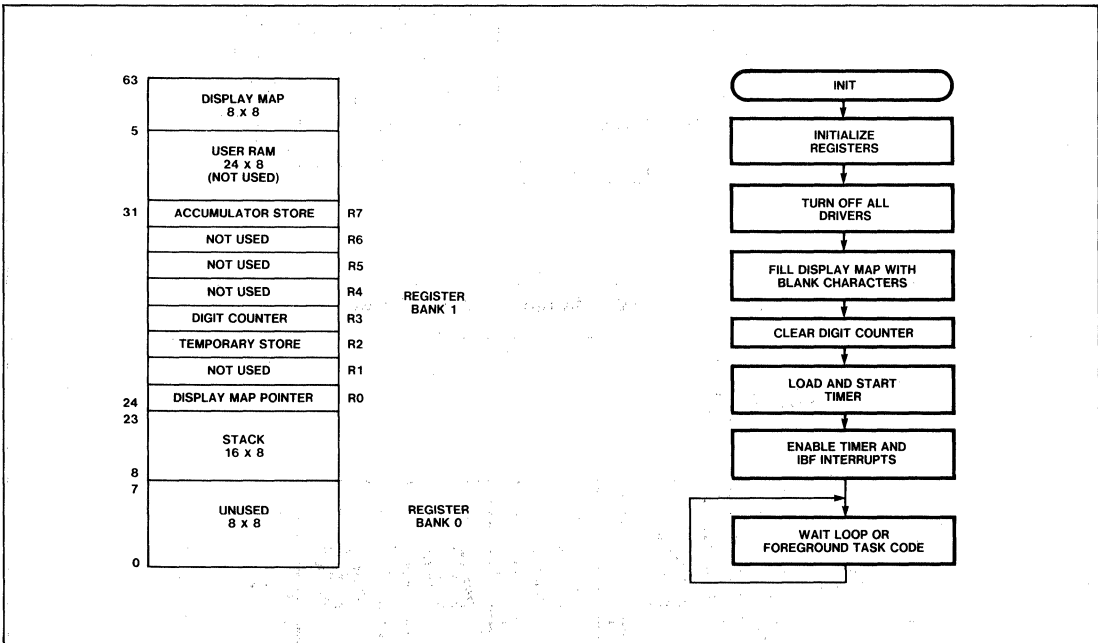 63
DISPLAY MAP
8 x 8
5
USER RAM
24 x 8
(NOT USED)
31 ACCUMULATOR STORE R7
NOT USED R6
NOT USED R5
NOT USED R4
DIGIT COUNTER R3
TEMPORARY STORE R2
NOT USED R1
24 DISPLAY MAP POINTER R0
REGISTER
BANK 1
23
STACK
16 x 8
8
7
UNUSED
8 x 8
0
REGISTER
BANK 0
INIT
INITIALIZE
REGISTERS
TURN OFF ALL
DRIVERS
FILL DISPLAY MAP WITH
BLANK CHARACTERS
CLEAR DIGIT COUNTER
LOAD AND START
TIMER
ENABLE TIMER AND
IBF INTERRUPTS
WAIT LOOP OR
FOREGROUND TASK CODE